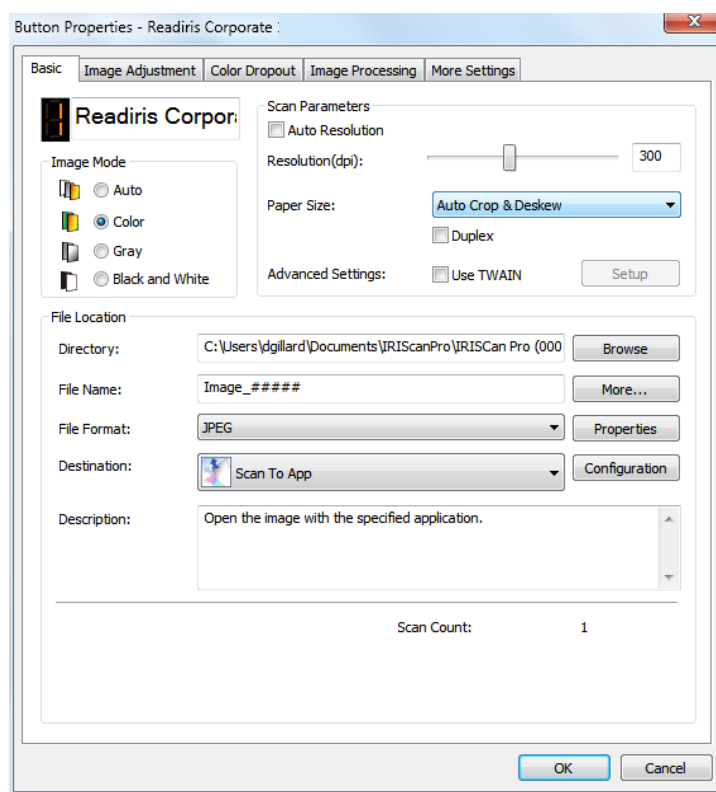 Button Properties - Readiris Corporate
Basic
Image Adjustment
Color Dropout
Image Processing
More Settings
1
Readiris Corpor
Image Mode
Auto
Color
Gray
Black and White
Scan Parameters
Auto Resolution
Resolution(dpi):
300
Paper Size:
Auto Crop & Deskew
Duplex
Advanced Settings:
Use TWAIN
Setup
File Location
Directory:
C:\Users\dgillard\Documents\IRIScanPro\IRISCan Pro (000
Browse
File Name:
Image_#####
More...
File Format:
JPEG
Properties
Destination:
Scan To App
Configuration
Description:
Open the image with the specified application.
Scan Count:
1
OK
Cancel